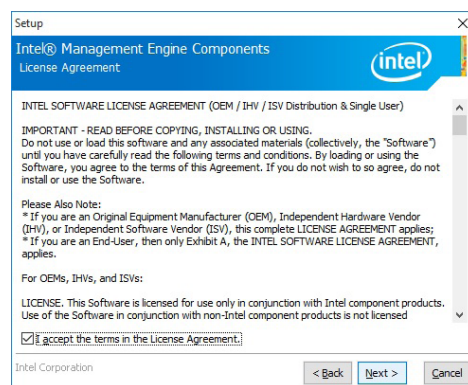 Setup
Intel® Management Engine Components
License Agreement
intel
INTEL SOFTWARE LICENSE AGREEMENT (OEM / IHV / ISV Distribution & Single User)
IMPORTANT - READ BEFORE COPYING, INSTALLING OR USING.
Do not use or load this software and any associated materials (collectively, the "Software")
until you have carefully read the following terms and conditions. By loading or using the
Software, you agree to the terms of this Agreement. If you do not wish to so agree, do not
install or use the Software.
Please Also Note:
* If you are an Original Equipment Manufacturer (OEM), Independent Hardware Vendor
(IHV), or Independent Software Vendor (ISV), this complete LICENSE AGREEMENT applies;
* If you are an End-User, then only Exhibit A, the INTEL SOFTWARE LICENSE AGREEMENT,
applies.
For OEMs, IHVs, and ISVs:
LICENSE. This Software is licensed for use only in conjunction with Intel component products.
Use of the Software in conjunction with non-Intel component products is not licensed
I accept the terms in the License Agreement.
Intel Corporation
< Back Next > Cancel